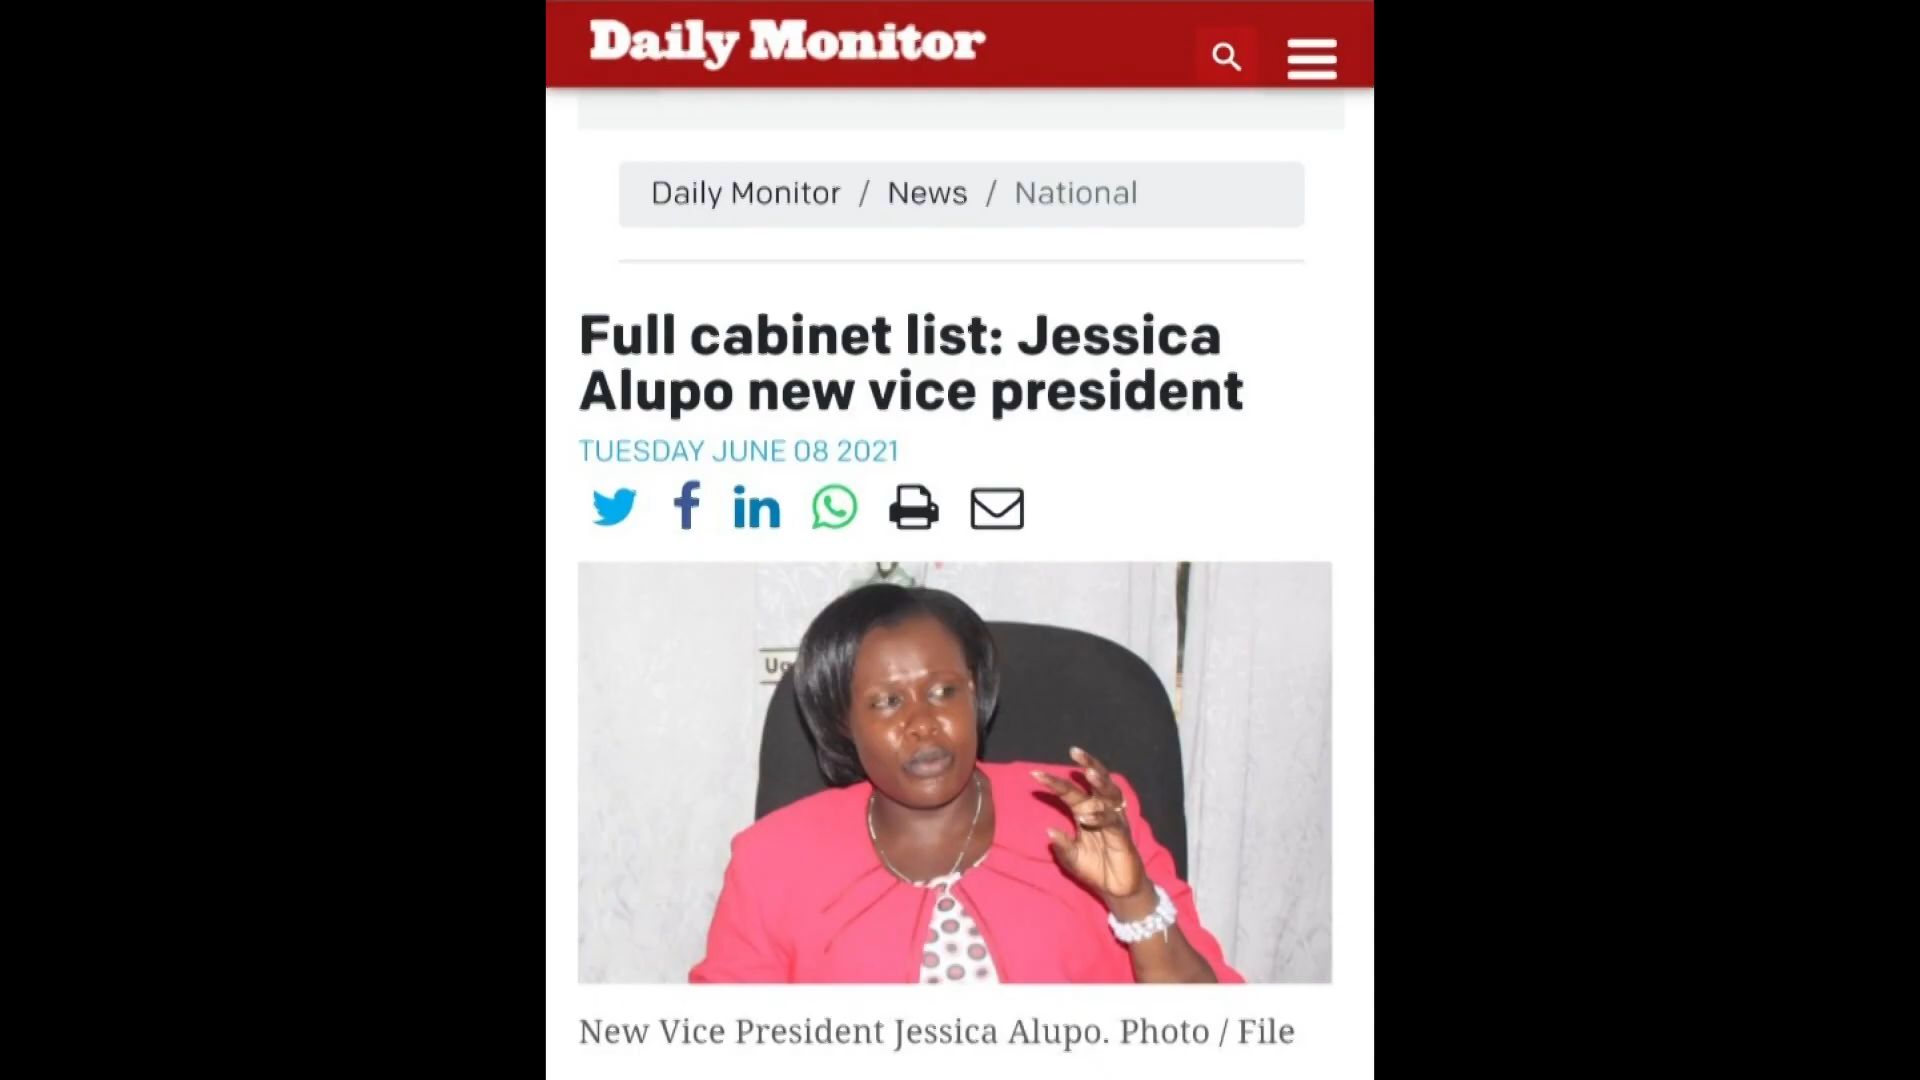 Daily Monitor
Daily Monitor / News / National
Full cabinet list: Jessica
Alupo new vice president
TUESDAY JUNE 08 2021
New Vice President Jessica Alupo. Photo / File